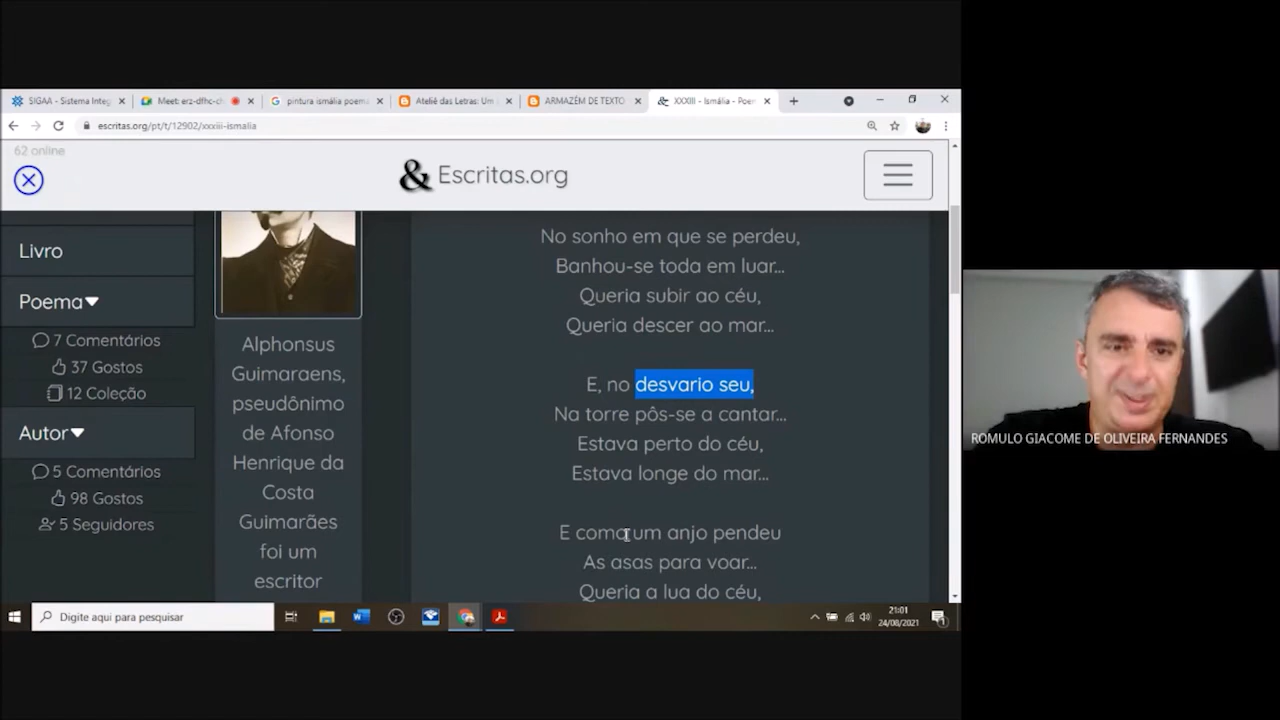 SIGAA - Sistema Integ
Meet: erz-dfhc-ch
pintura ismália poema
Ateliê das Letras: Um
ARMAZÉM DE TEXTO
XXXIII - Ismália - Poem
escritas.org/pt/t/12902/xxxiii-ismalia
62 online
& Escritas.org
Livro
Poema
7 Comentários
37 Gostos
12 Coleção
Autor
5 Comentários
98 Gostos
5 Seguidores
Alphonsus
Guimaraens,
pseudônimo
de Afonso
Henrique da
Costa
Guimarães
foi um
escritor
No sonho em que se perdeu,
Banhou-se toda em luar...
Queria subir ao céu,
Queria descer ao mar...
E, no desvario seu,
Na torre pôs-se a cantar...
Estava perto do céu,
Estava longe do mar...
E como um anjo pendeu
As asas para voar...
Queria a lua do céu,
ROMULO GIACOME DE OLIVEIRA FERNANDES
Digite aqui para pesquisar
21:01
24/08/2021
1